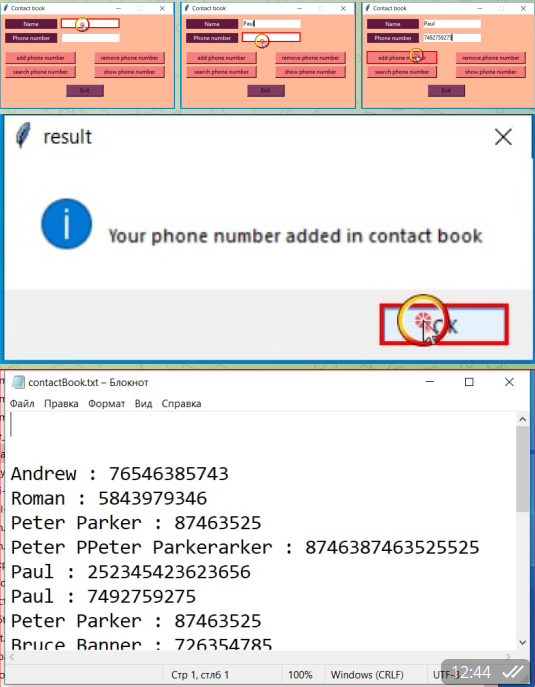 Contact book
Name
Phone number
add phone number remove phone number
search phone number show phone number
Exit
Contact book
Name Paul
Phone number
add phone number remove phone number
search phone number show phone number
Exit
Contact book
Name Paul
Phone number 7492759275
add phone number remove phone number
search phone number show phone number
Exit
result
Your phone number added in contact book
OK
contactBook.txt – Блокнот
Файл Правка Формат Вид Справка
Andrew : 76546385743
Roman : 5843979346
Peter Parker : 87463525
Peter PPeter Parkerarker : 8746387463525525
Paul : 252345423623656
Paul : 7492759275
Peter Parker : 87463525
Bruce Banner : 726354785
Стр 1, стлб 1 100% Windows (CRLF) UTF-8
12:44